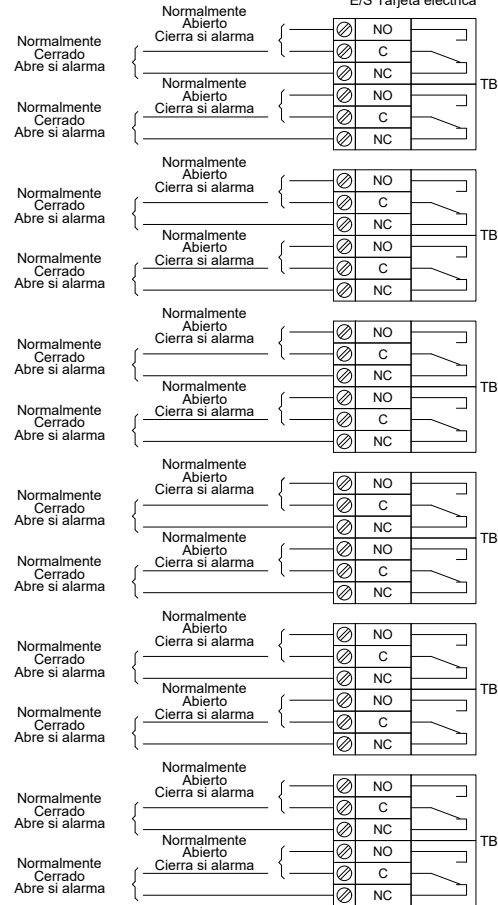 E/S Tarjeta eléctrica
Normalmente
Abierto
Cierra si alarma
Normalmente
Cerrado
Abre si alarma
NO
C
NC
TB
Normalmente
Abierto
Cierra si alarma
Normalmente
Cerrado
Abre si alarma
NO
C
NC
Normalmente
Abierto
Cierra si alarma
Normalmente
Cerrado
Abre si alarma
NO
C
NC
TB
Normalmente
Abierto
Cierra si alarma
Normalmente
Cerrado
Abre si alarma
NO
C
NC
Normalmente
Abierto
Cierra si alarma
Normalmente
Cerrado
Abre si alarma
NO
C
NC
TB
Normalmente
Abierto
Cierra si alarma
Normalmente
Cerrado
Abre si alarma
NO
C
NC
Normalmente
Abierto
Cierra si alarma
Normalmente
Cerrado
Abre si alarma
NO
C
NC
TB
Normalmente
Abierto
Cierra si alarma
Normalmente
Cerrado
Abre si alarma
NO
C
NC
Normalmente
Abierto
Cierra si alarma
Normalmente
Cerrado
Abre si alarma
NO
C
NC
TB
Normalmente
Abierto
Cierra si alarma
Normalmente
Cerrado
Abre si alarma
NO
C
NC
Normalmente
Abierto
Cierra si alarma
Normalmente
Cerrado
Abre si alarma
NO
C
NC
TB
Normalmente
Abierto
Cierra si alarma
Normalmente
Cerrado
Abre si alarma
NO
C
NC